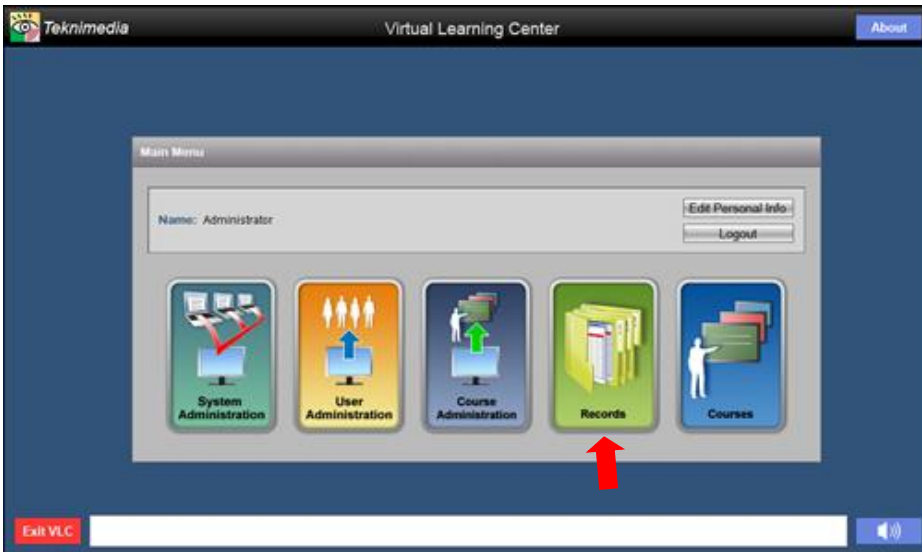 Teknimedia
Virtual Learning Center
About
Main Menu
Name: Administrator
Edit Personal Info
Logout
System
Administration
User
Administration
Course
Administration
Records
Courses
Exit VLC